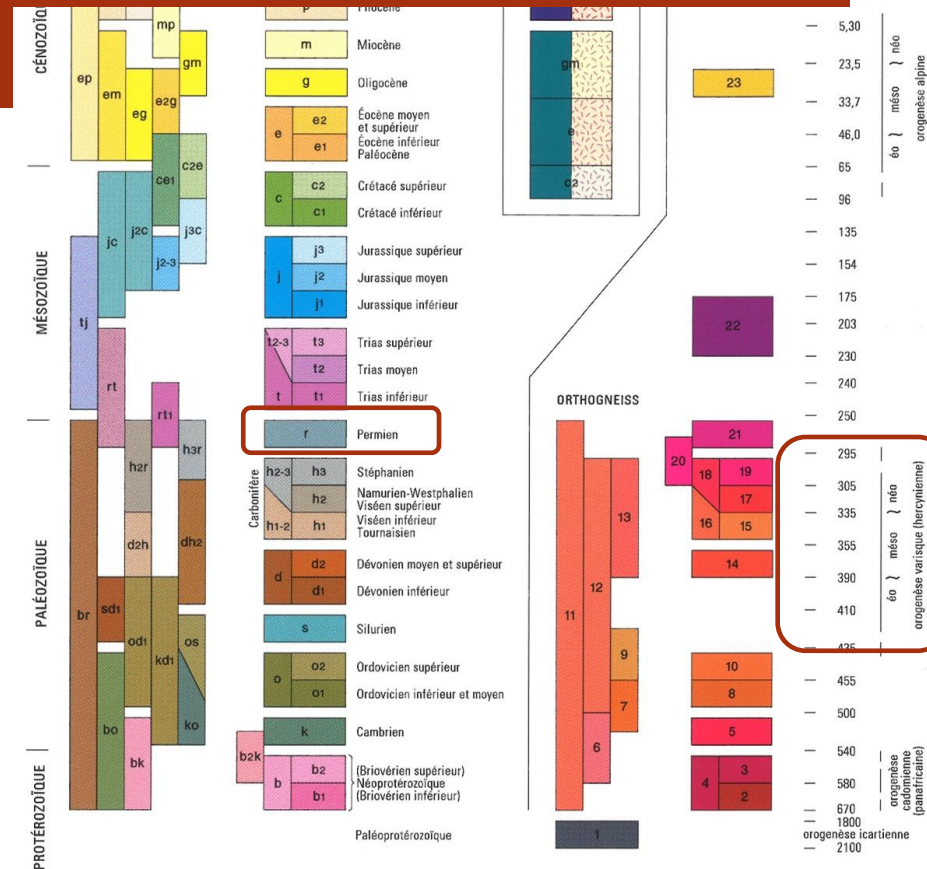 CÉNOZOÏQUE
MÉSOZOÏQUE
PALÉOZOÏQUE
PROTÉROZOÏQUE
ep
em
eg
mp
e2g
gm
ce1
c2e
jc
j2c
j3c
j2-3
tj
rt
rt1
br
h2r
h3r
d2h
dh2
sd1
od1
kd1
os
ko
bo
bk
b2k
m Miocène
g Oligocène
e e2 Éocène moyen
et supérieur
e1 Éocène inférieur
Paléocène
c c2 Crétacé supérieur
c1 Crétacé inférieur
j j3 Jurassique supérieur
j2 Jurassique moyen
j1 Jurassique inférieur
t2-3 t3 Trias supérieur
t2 Trias moyen
t t1 Trias inférieur
r Permien
Carbonifère
h2-3 h3 Stéphanien
h2 Namurien-Westphalien
Viséen supérieur
h1-2 h1 Viséen inférieur
Tournaisien
d d2 Dévonien moyen et supérieur
d1 Dévonien inférieur
s Silurien
o o2 Ordovicien supérieur
o1 Ordovicien inférieur et moyen
k Cambrien
b b2 (Briovérien supérieur)
Néoprotérozoïque
b1 (Briovérien inférieur)
Paléoprotérozoïque
gm
e
c2
ORTHOGNEISS
11
12
13
9
7
6
1
23
22
21
20
18
19
17
16
15
14
10
8
5
4
3
2
5,30
23,5
33,7
46,0
65
96
135
154
175
203
230
240
250
295
305
335
355
390
410
435
455
500
540
580
670
1800
orogenèse icartienne
2100
éo ~ méso ~ néo
orogenèse alpine
éo ~ méso ~ néo
orogenèse varisque (hercynienne)
orogenèse
cadomienne
(panafricaine)